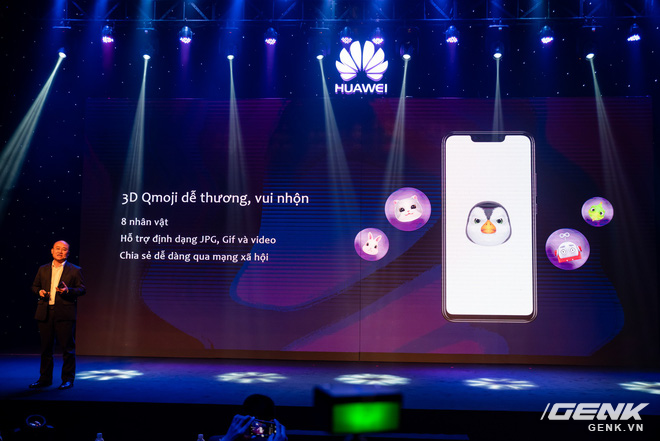 HUAWEI
3D Qmoji dễ thương, vui nhộn
8 nhân vật
Hỗ trợ định dạng JPG, Gif và video
Chia sẻ dễ dàng qua mạng xã hội
GENK
GENK.VN